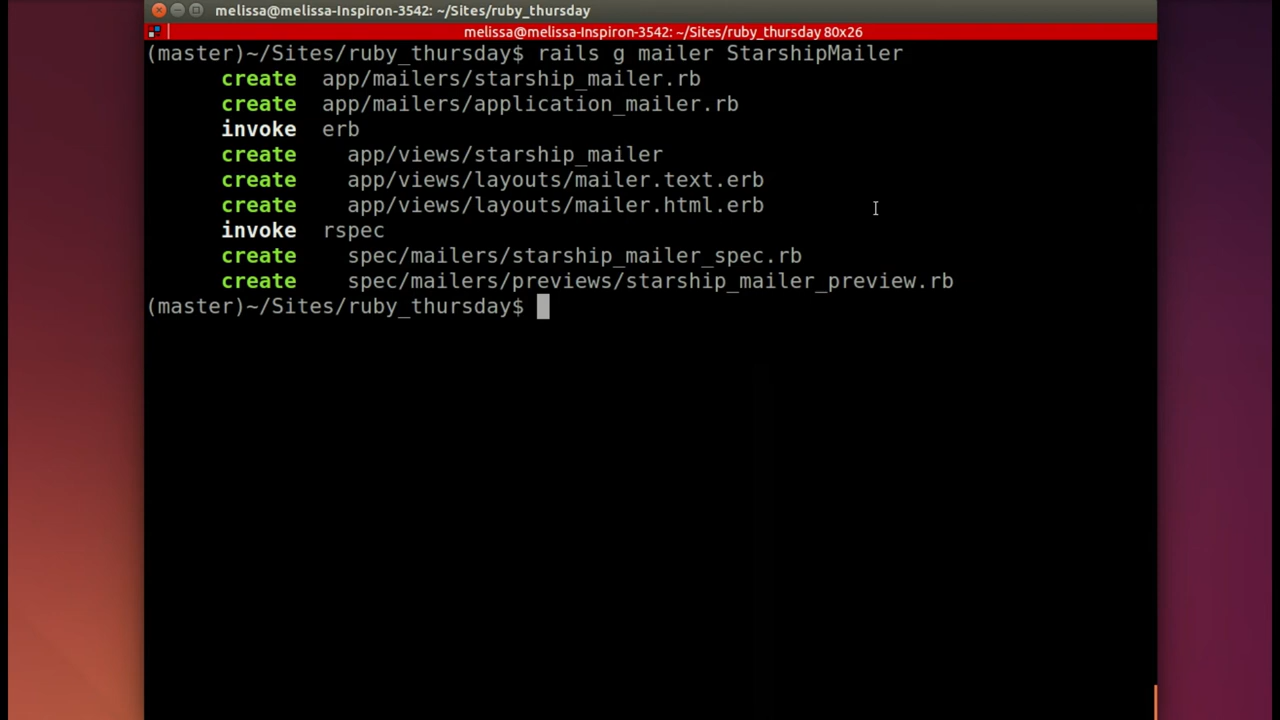 melissa@melissa-Inspiron-3542: ~/Sites/ruby_thursday
melissa@melissa-Inspiron-3542: ~/Sites/ruby_thursday 80x26
(master)~/Sites/ruby_thursday$ rails g mailer StarshipMailer
create app/mailers/starship_mailer.rb
create app/mailers/application_mailer.rb
invoke erb
create app/views/starship_mailer
create app/views/layouts/mailer.text.erb
create app/views/layouts/mailer.html.erb
invoke rspec
create spec/mailers/starship_mailer_spec.rb
create spec/mailers/previews/starship_mailer_preview.rb
(master)~/Sites/ruby_thursday$